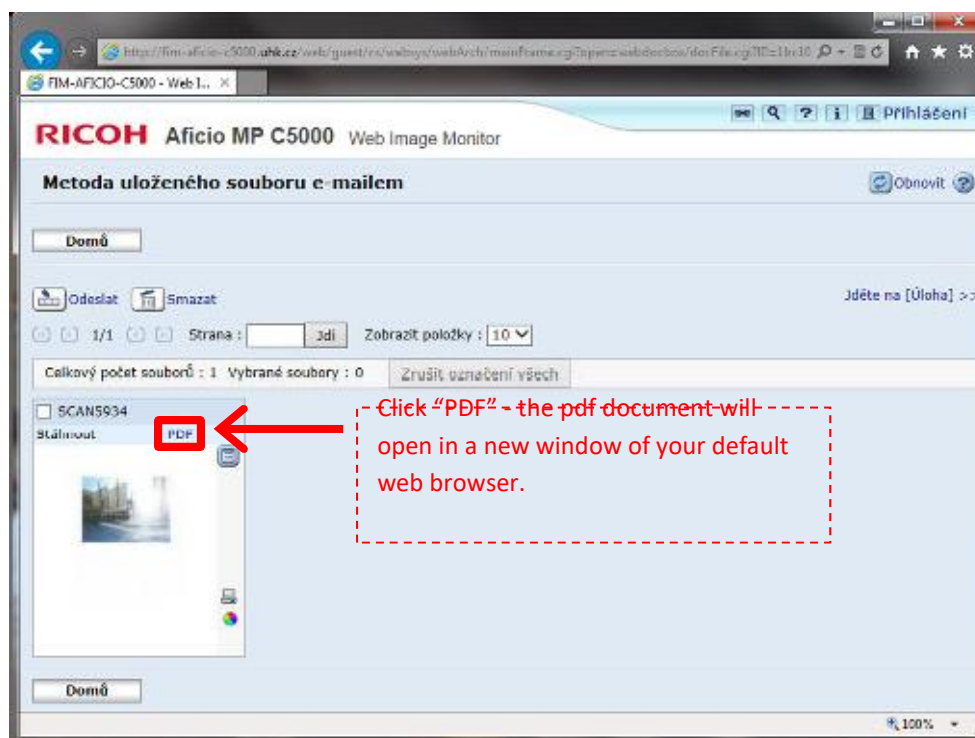 FIM-AFICIO-C5000 - Web I...
Přihlášení
RICOH Aficio MP C5000 Web Image Monitor
Metoda uloženého souboru e-mailem
Obnovit
Domů
Odeslat Smazat
Jděte na [Úloha] >>
1/1 Strana : Jdi Zobrazit položky : 10
Celkový počet souborů : 1 Vybrané soubory : 0 Zrušit označení všech
SCAN5934
Stáhnout PDF
Click “PDF” - the pdf document will
open in a new window of your default
web browser.
Domů
100%